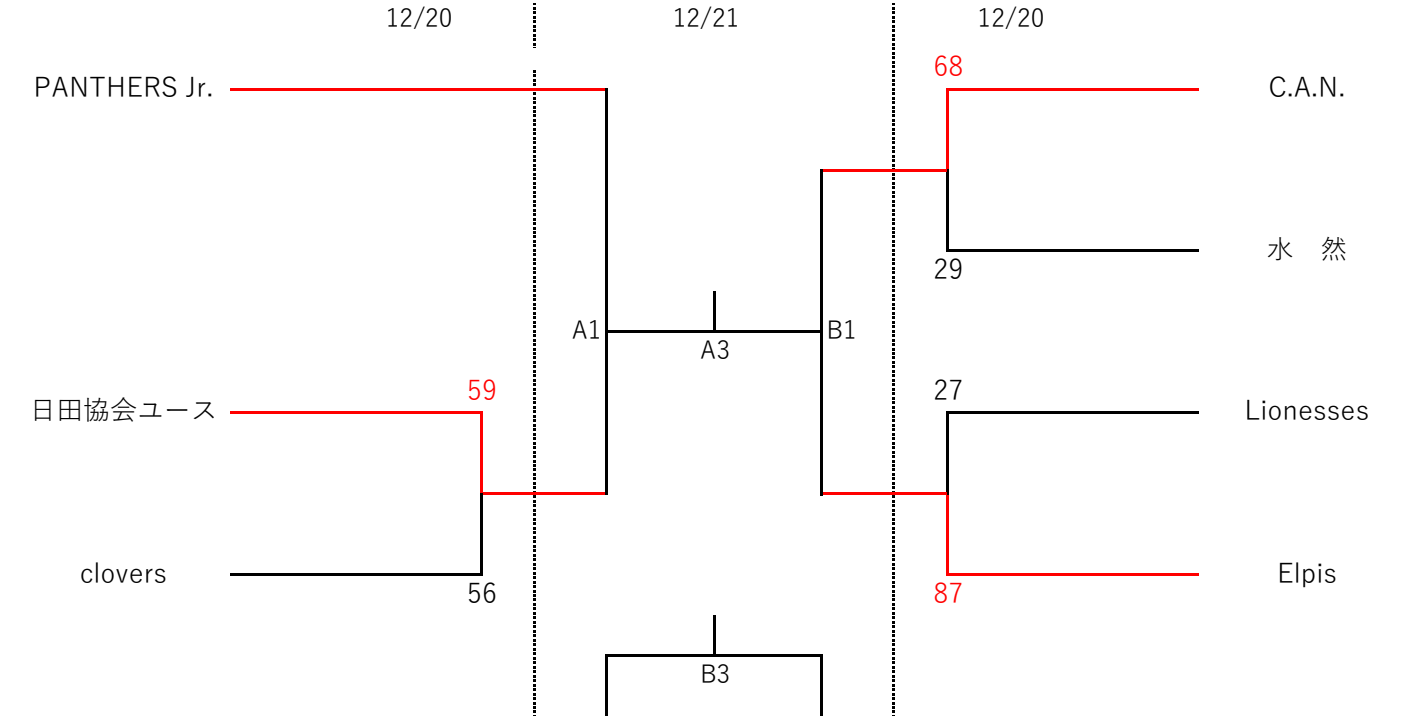 12/20
12/21
12/20
PANTHERS Jr.
68
C.A.N.
29
水　然
A1
A3
B1
日田協会ユース
59
27
Lionesses
clovers
56
87
Elpis
B3